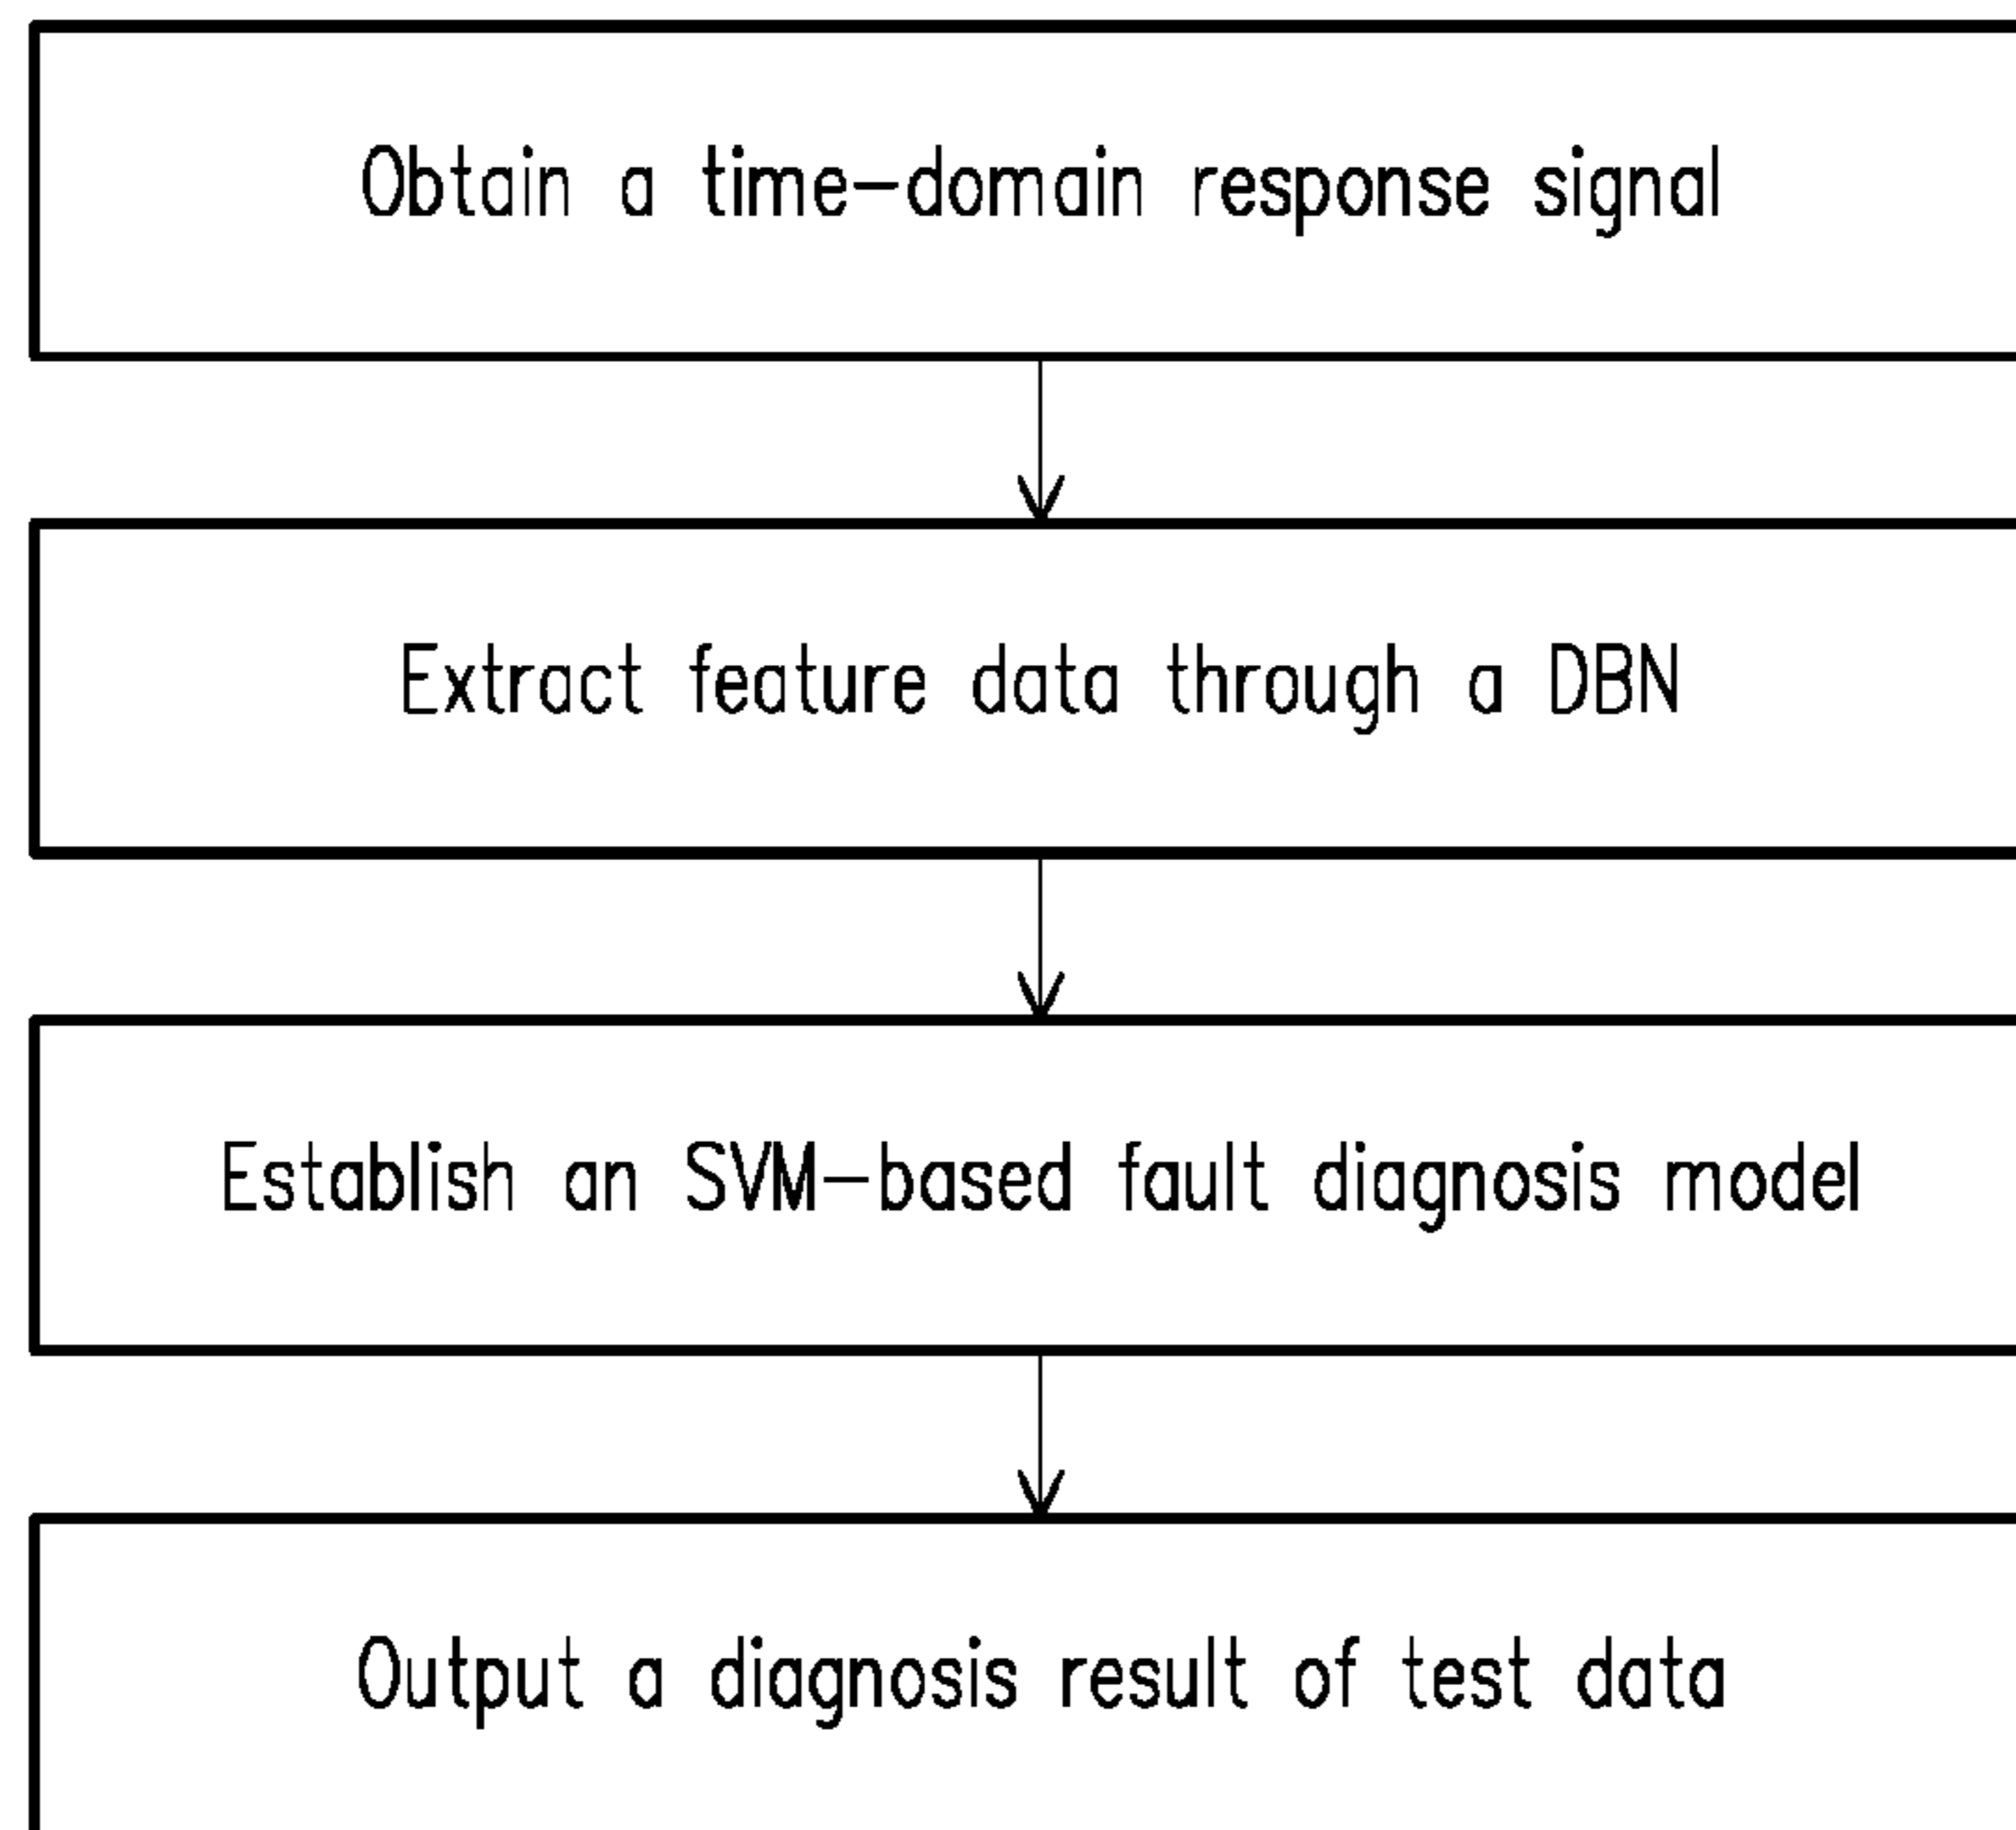 Obtain a time-domain response signal
Extract feature data through a DBN
Establish an SVM-based fault diagnosis model
Output a diagnosis result of test data